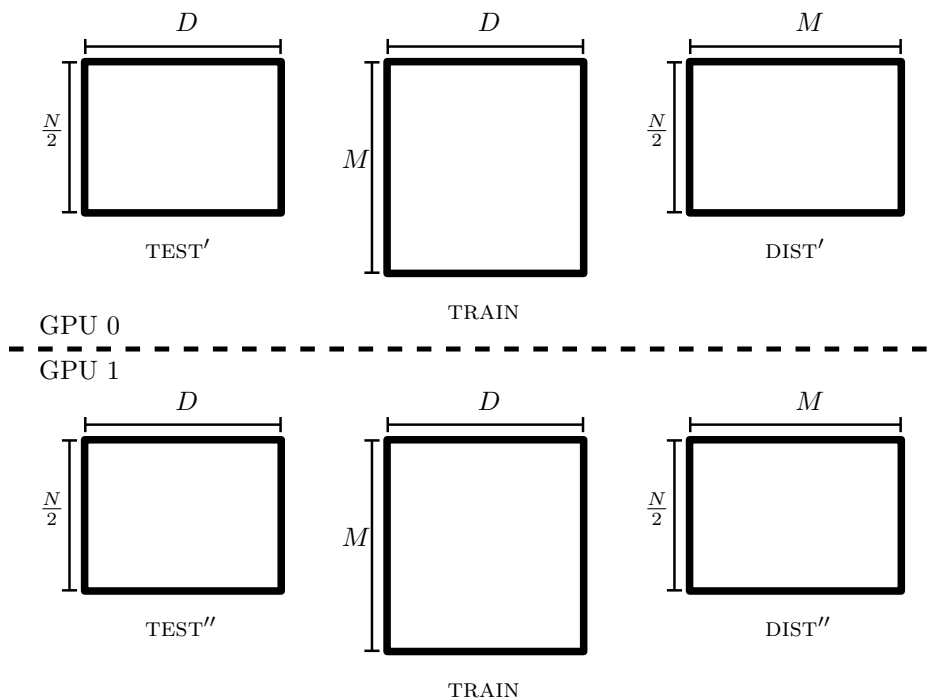 D D M
N/2 M N/2
TEST′ DIST′
TRAIN
GPU 0
GPU 1
D D M
N/2 M N/2
TEST″ DIST″
TRAIN